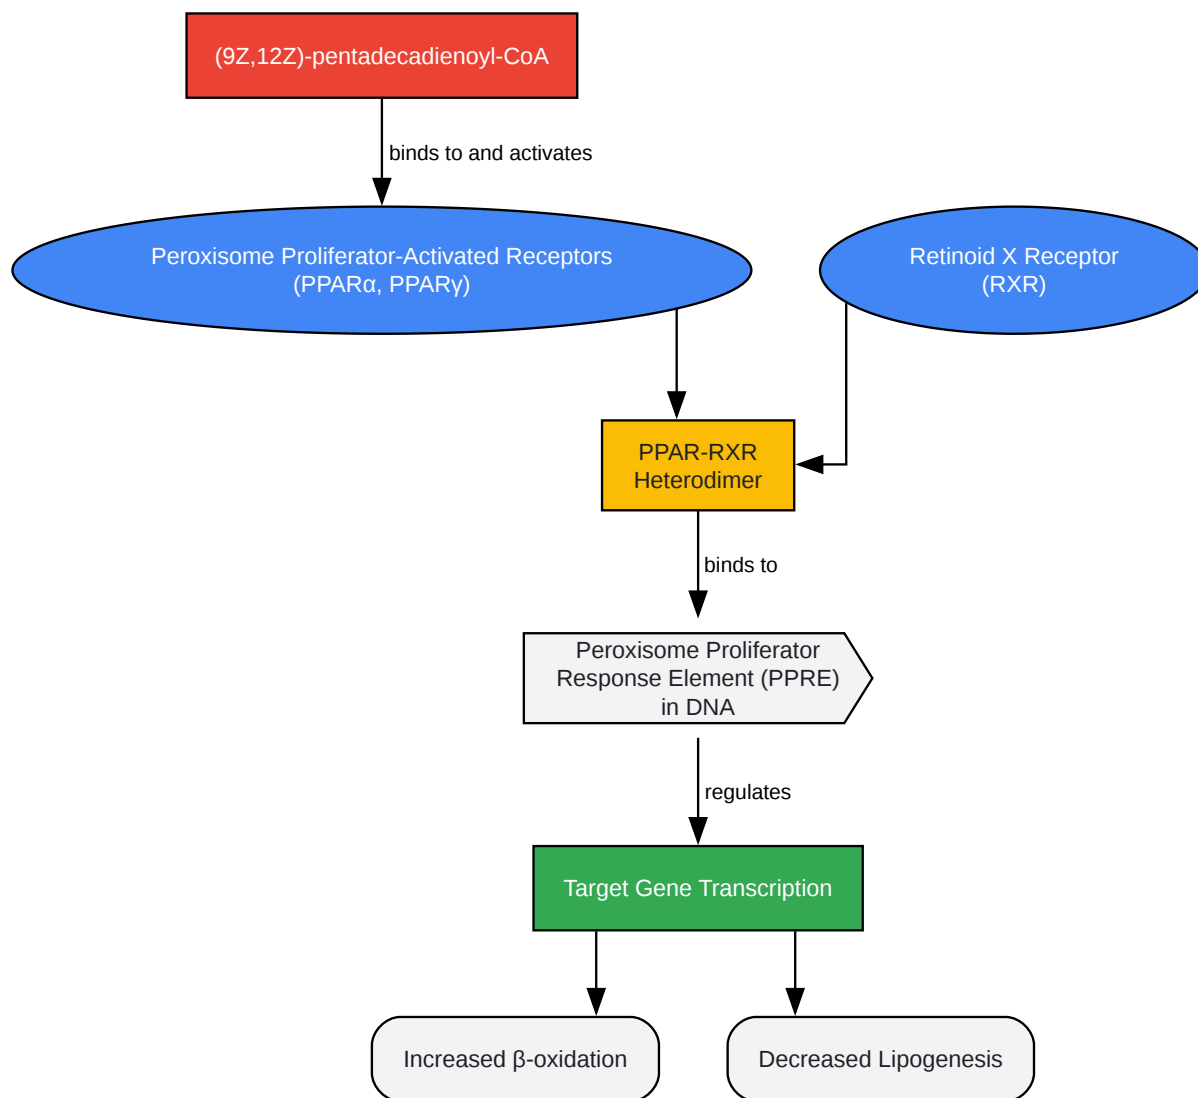 (9Z,12Z)-pentadecadienoyl-CoA
binds to and activates
Peroxisome Proliferator-Activated Receptors
(PPARα, PPARγ)
Retinoid X Receptor
(RXR)
PPAR-RXR
Heterodimer
binds to
Peroxisome Proliferator
Response Element (PPRE)
in DNA
regulates
Target Gene Transcription
Increased β-oxidation
Decreased Lipogenesis